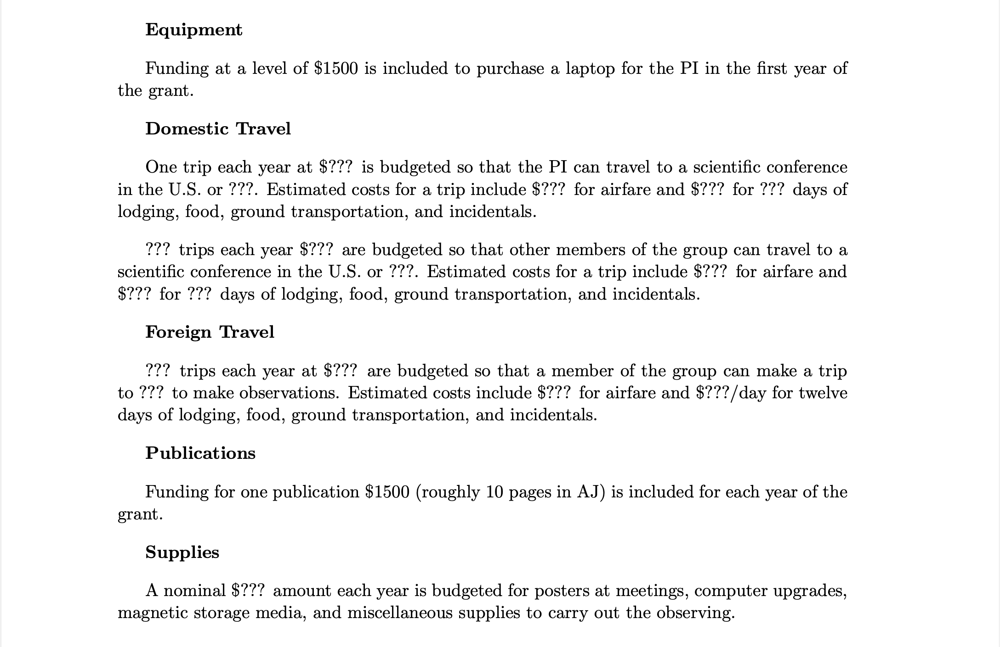 Equipment
Funding at a level of $1500 is included to purchase a laptop for the PI in the first year of
the grant.
Domestic Travel
One trip each year at $??? is budgeted so that the PI can travel to a scientific conference
in the U.S. or ???. Estimated costs for a trip include $??? for airfare and $??? for ??? days of
lodging, food, ground transportation, and incidentals.
??? trips each year $??? are budgeted so that other members of the group can travel to a
scientific conference in the U.S. or ???. Estimated costs for a trip include $??? for airfare and
$??? for ??? days of lodging, food, ground transportation, and incidentals.
Foreign Travel
??? trips each year at $??? are budgeted so that a member of the group can make a trip
to ??? to make observations. Estimated costs include $??? for airfare and $???/day for twelve
days of lodging, food, ground transportation, and incidentals.
Publications
Funding for one publication $1500 (roughly 10 pages in AJ) is included for each year of the
grant.
Supplies
A nominal $??? amount each year is budgeted for posters at meetings, computer upgrades,
magnetic storage media, and miscellaneous supplies to carry out the observing.